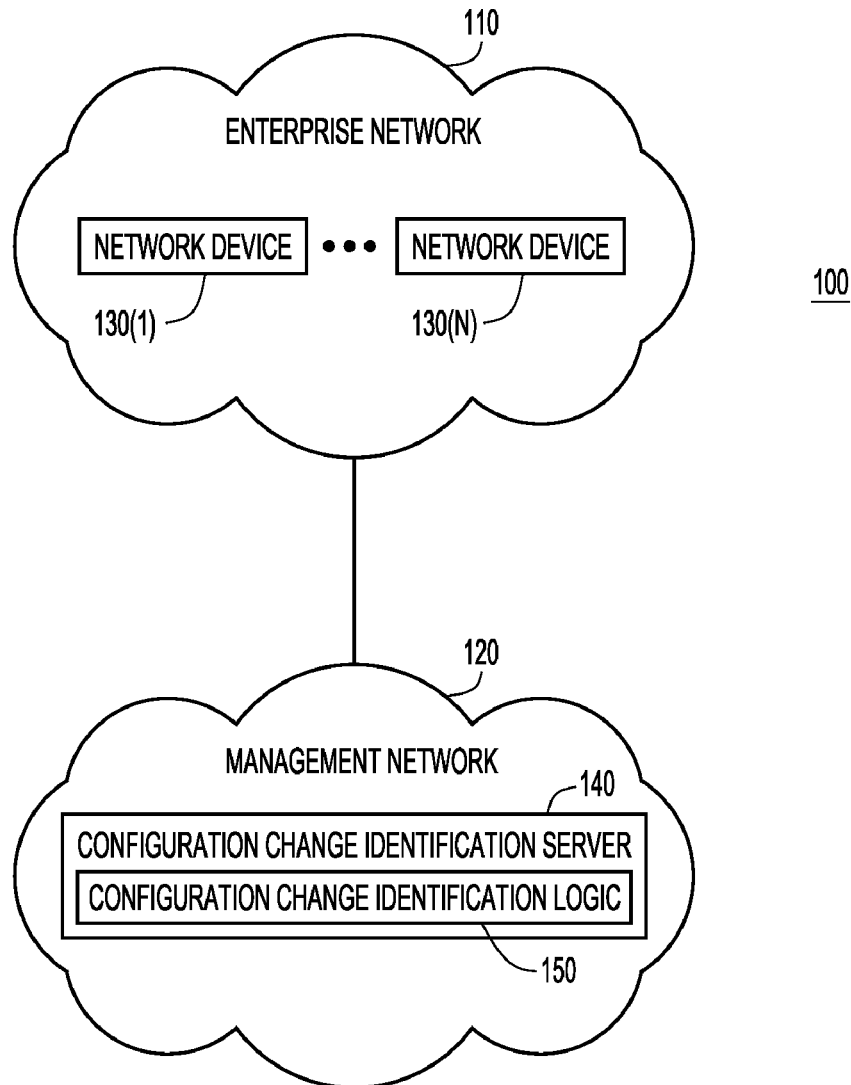 110
ENTERPRISE NETWORK
NETWORK DEVICE ••• NETWORK DEVICE
130(1) 130(N)
100
120
MANAGEMENT NETWORK
140
CONFIGURATION CHANGE IDENTIFICATION SERVER
CONFIGURATION CHANGE IDENTIFICATION LOGIC
150